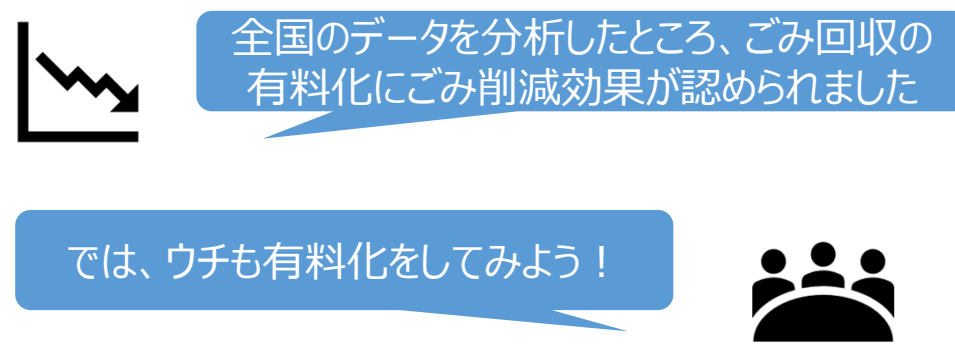 全国のデータを分析したところ、ごみ回収の
有料化にごみ削減効果が認められました
では、ウチも有料化をしてみよう！